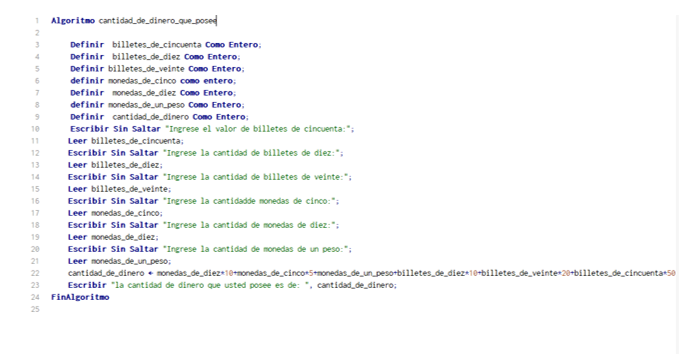 1 Algoritmo cantidad_de_dinero_que_posee
2
3 Definir billetes_de_cincuenta Como Entero;
4 Definir billetes_de_diez Como Entero;
5 Definir billetes_de_veinte Como Entero;
6 definir monedas_de_cinco como entero;
7 Definir monedas_de_diez Como Entero;
8 definir monedas_de_un_peso Como Entero;
9 Definir cantidad_de_dinero Como Entero;
10 Escribir Sin Saltar "Ingrese el valor de billetes de cincuenta:";
11 Leer billetes_de_cincuenta;
12 Escribir Sin Saltar "Ingrese la cantidad de billetes de diez:";
13 Leer billetes_de_diez;
14 Escribir Sin Saltar "Ingrese la cantidad de billetes de veinte:";
15 Leer billetes_de_veinte;
16 Escribir Sin Saltar "Ingrese la cantidadde monedas de cinco:";
17 Leer monedas_de_cinco;
18 Escribir Sin Saltar "Ingrese la cantidad de monedas de diez:";
19 Leer monedas_de_diez;
20 Escribir Sin Saltar "Ingrese la cantidad de monedas de un peso:";
21 Leer monedas_de_un_peso;
22 cantidad_de_dinero ← monedas_de_diez*10+monedas_de_cinco*5+monedas_de_un_peso+billetes_de_diez*10+billetes_de_veinte*20+billetes_de_cincuenta*50
23 Escribir "la cantidad de dinero que usted posee es de: ", cantidad_de_dinero;
24 FinAlgoritmo
25